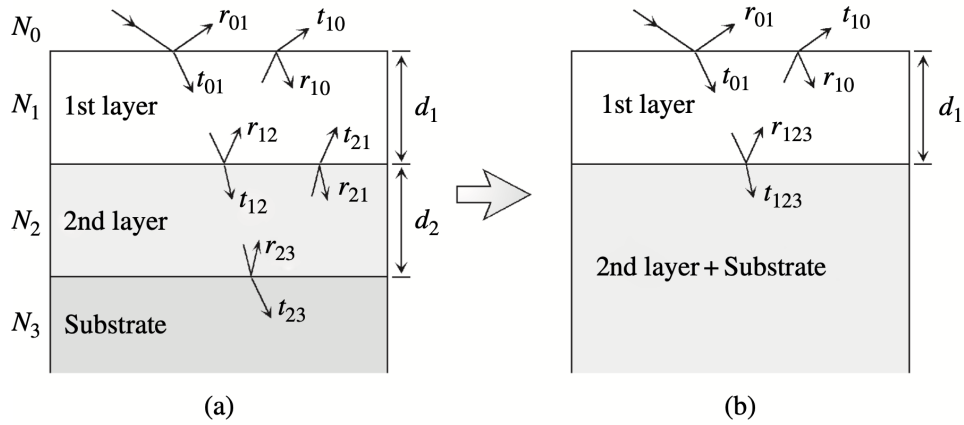 N0 r01 t10 r01 t10
t01 r10 t01 r10
N1 1st layer d1 1st layer d1
r12 t21 r123
t12 r21 t123
N2 2nd layer d2
r23 2nd layer + Substrate
t23
N3 Substrate
(a) (b)